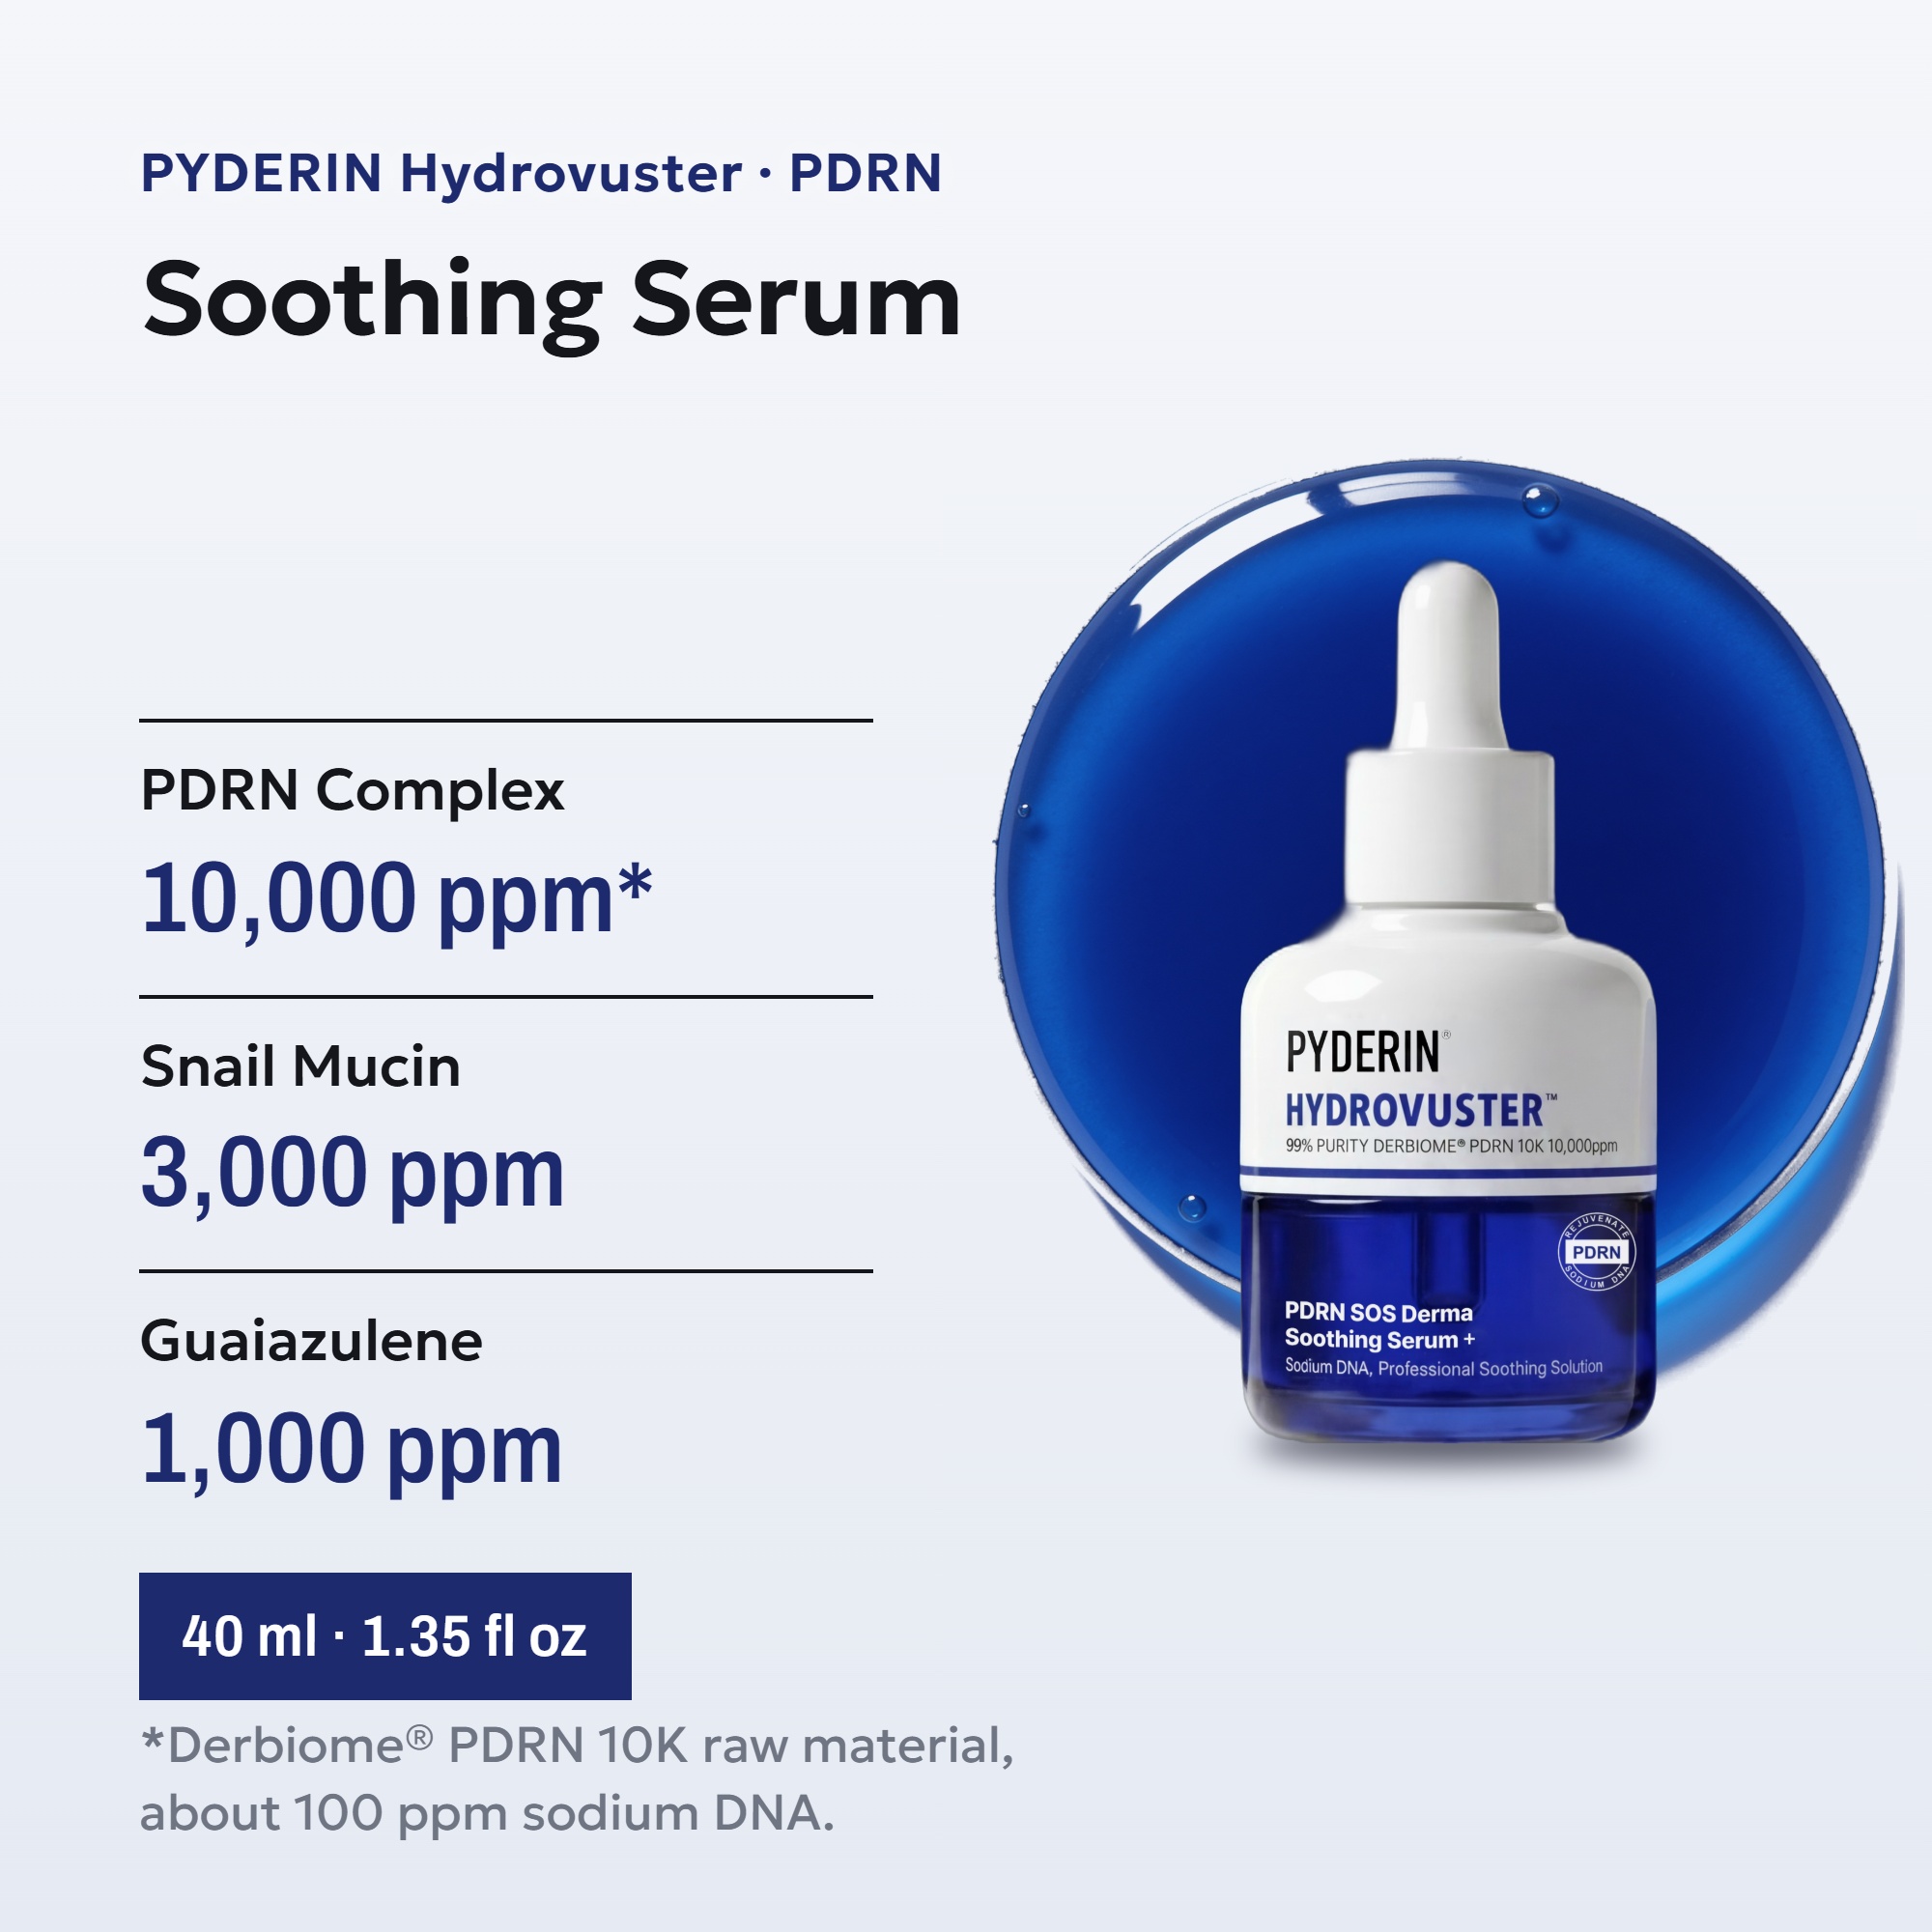 PYDERIN Hydrovuster · PDRN
Soothing Serum
PDRN Complex
10,000 ppm*
Snail Mucin
3,000 ppm
Guaiazulene
1,000 ppm
40 ml · 1.35 fl oz
*Derbiome® PDRN 10K raw material,
about 100 ppm sodium DNA.
PYDERIN®
HYDROVUSTER™
99% PURITY DERBIOME® PDRN 10K 10,000ppm
REJUVENATE
PDRN
SODIUM DNA
PDRN SOS Derma
Soothing Serum +
Sodium DNA, Professional Soothing Solution